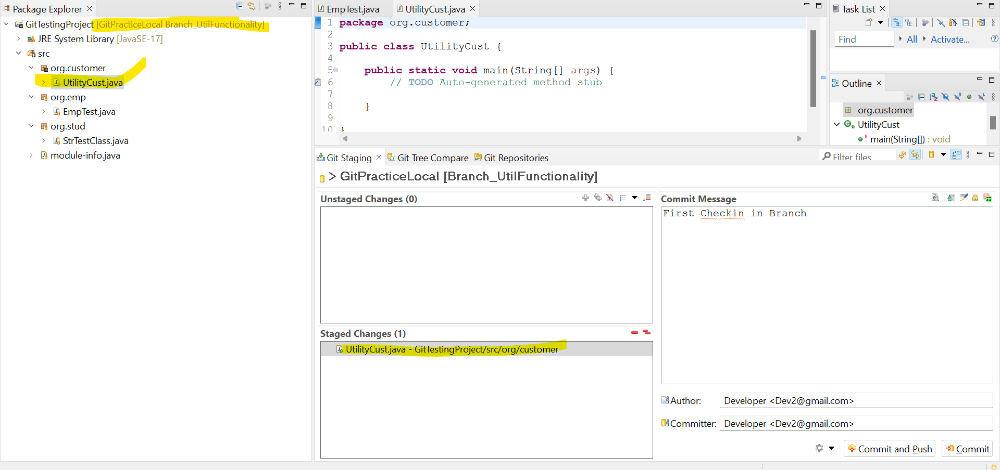 Package Explorer
GitTestingProject [GitPracticeLocal Branch_UtilFunctionality]
JRE System Library [JavaSE-17]
src
org.customer
UtilityCust.java
org.emp
EmpTest.java
org.stud
StrTestClass.java
module-info.java
EmpTest.java
UtilityCust.java
1 package org.customer;
2
3 public class UtilityCust {
4
5 public static void main(String[] args) {
6 // TODO Auto-generated method stub
7
8 }
9
10 }
Task List
Find
All
Activate...
Outline
org.customer
UtilityCust
main(String[]) : void
Git Staging
Git Tree Compare
Git Repositories
Filter files
> GitPracticeLocal [Branch_UtilFunctionality]
Unstaged Changes (0)
Staged Changes (1)
UtilityCust.java - GitTestingProject/src/org/customer
Commit Message
First Checkin in Branch
Author: Developer <Dev2@gmail.com>
Committer: Developer <Dev2@gmail.com>
Commit and Push
Commit